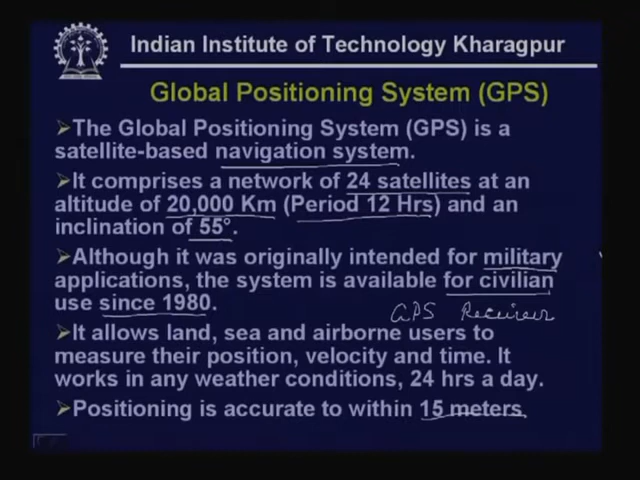 Indian Institute of Technology Kharagpur
Global Positioning System (GPS)
➢The Global Positioning System (GPS) is a
satellite-based navigation system.
➢It comprises a network of 24 satellites at an
altitude of 20,000 Km (Period 12 Hrs) and an
inclination of 55°.
➢Although it was originally intended for military
applications, the system is available for civilian
use since 1980.
GPS Receiver
➢It allows land, sea and airborne users to
measure their position, velocity and time. It
works in any weather conditions, 24 hrs a day.
➢Positioning is accurate to within 15 meters.